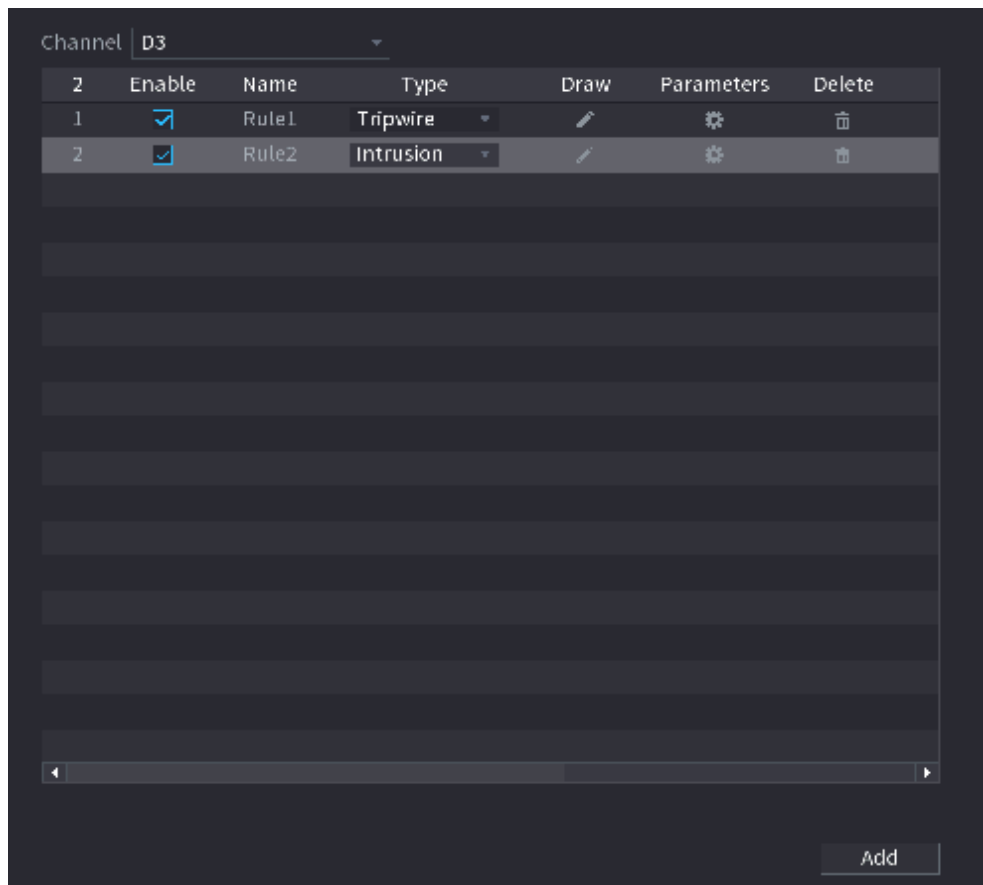 Channel D3
2 Enable Name Type Draw Parameters Delete
1 Rule1 Tripwire
2 Rule2 Intrusion
Add